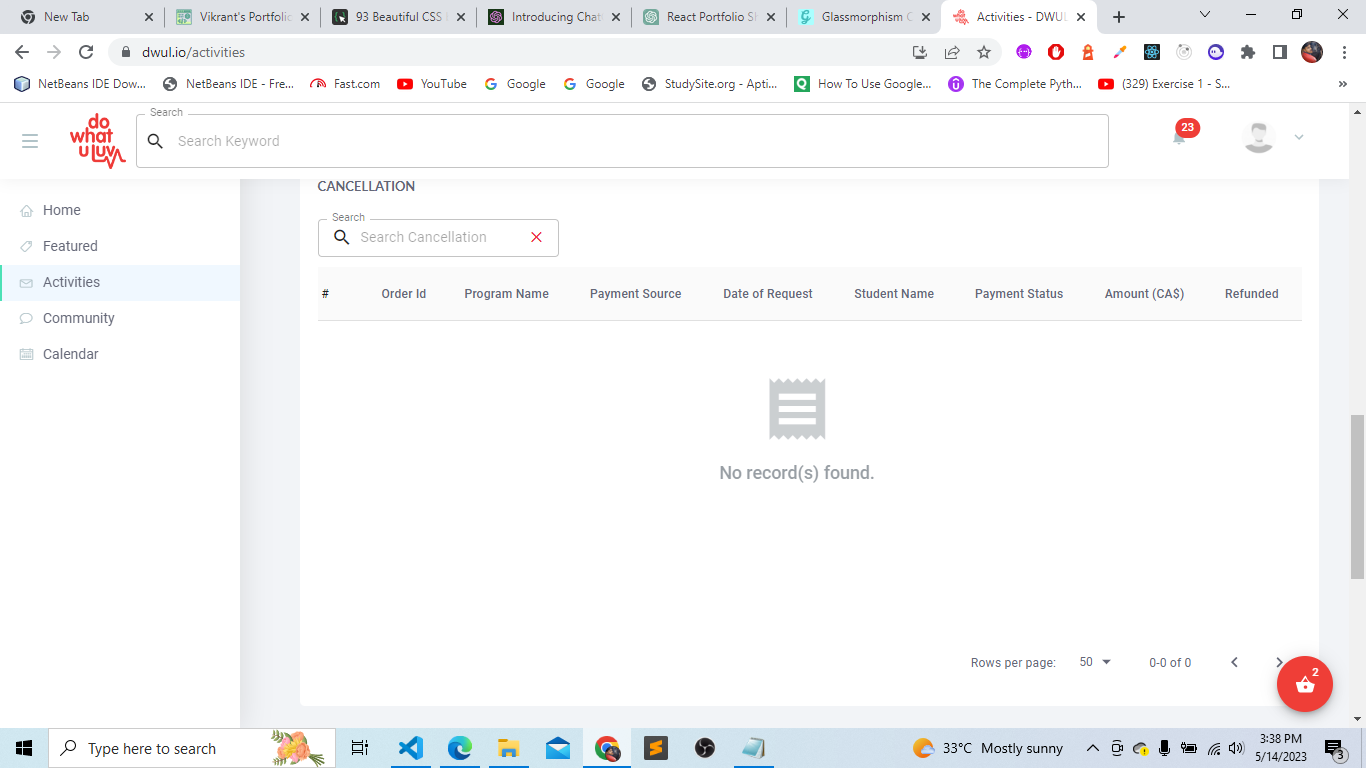 New Tab
Vikrant's Portfolio
93 Beautiful CSS
Introducing Chat
React Portfolio S
Glassmorphism
Activities - DWUL
dwul.io/activities
NetBeans IDE Dow...
NetBeans IDE - Fre...
Fast.com
YouTube
Google
Google
StudySite.org - Apti...
How To Use Google...
The Complete Pyth...
(329) Exercise 1 - S...
»
do
what
u luv
Search
Search Keyword
23
Home
Featured
Activities
Community
Calendar
CANCELLATION
Search
Search Cancellation
# Order Id Program Name Payment Source Date of Request Student Name Payment Status Amount (CA$) Refunded
No record(s) found.
Rows per page: 50 0-0 of 0
2
Type here to search
33°C Mostly sunny
3:38 PM
5/14/2023
3